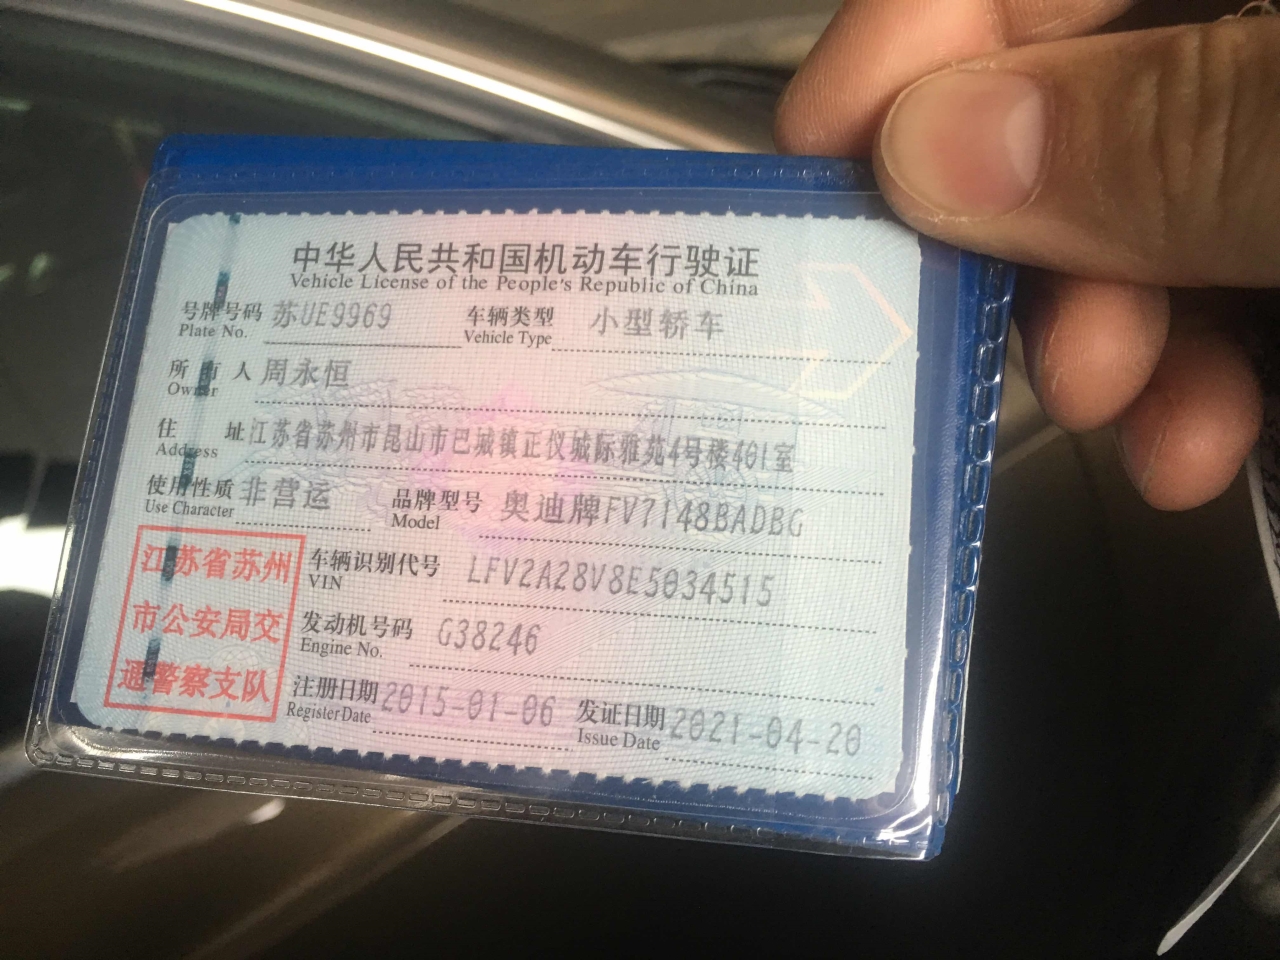 中华人民共和国机动车行驶证
Vehicle License of the People's Republic of China
号牌号码 苏UE9969 车辆类型 小型轿车
Plate No. Vehicle Type
所有人 周永恒
Owner
住址 江苏省苏州市昆山市巴城镇正仪城际雅苑4号楼401室
Address
使用性质 非营运 品牌型号 奥迪牌FV7148BADBG
Use Character Model
江苏省苏州
市公安局交
通警察支队
车辆识别代号 LFV2A28V8E5034515
VIN
发动机号码 G38246
Engine No.
注册日期 2015-01-06 发证日期 2021-04-20
Register Date Issue Date